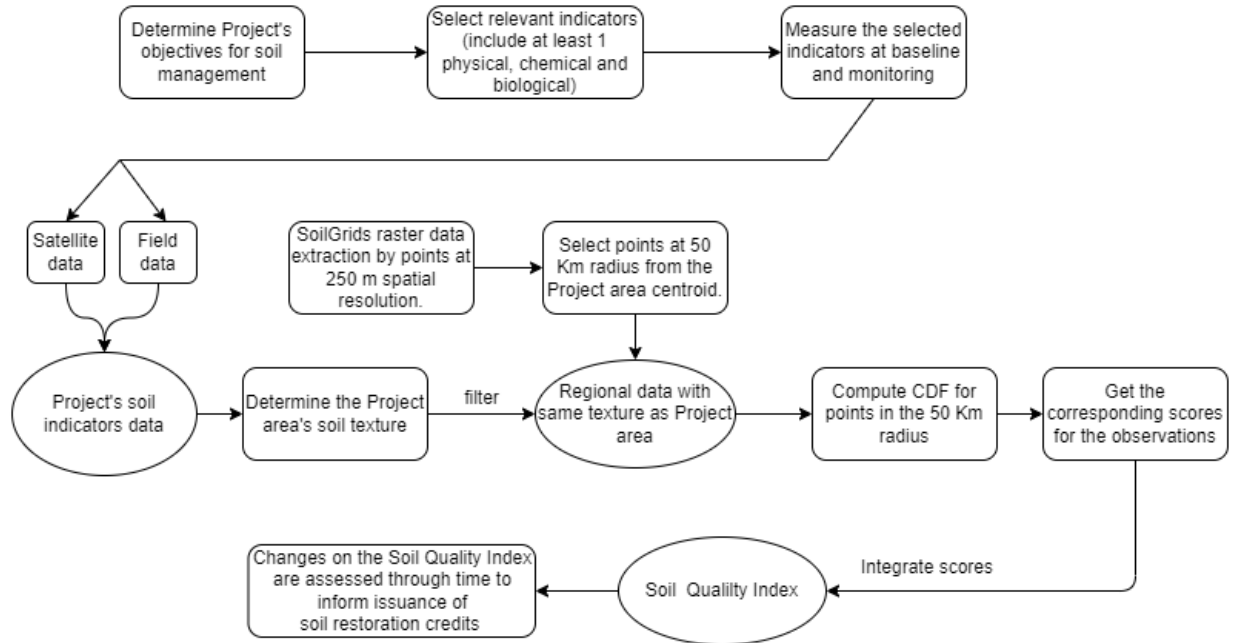 Determine Project's
objectives for soil
management
Select relevant indicators
(include at least 1
physical, chemical and
biological)
Measure the selected
indicators at baseline
and monitoring
Satellite
data
Field
data
SoilGrids raster data
extraction by points at
250 m spatial
resolution.
Select points at 50
Km radius from the
Project area centroid.
Project's soil
indicators data
Determine the Project
area's soil texture
filter
Regional data with
same texture as Project
area
Compute CDF for
points in the 50 Km
radius
Get the
corresponding scores
for the observations
Changes on the Soil Quality Index
are assessed through time to
inform issuance of
soil restoration credits
Soil Qualilty Index
Integrate scores